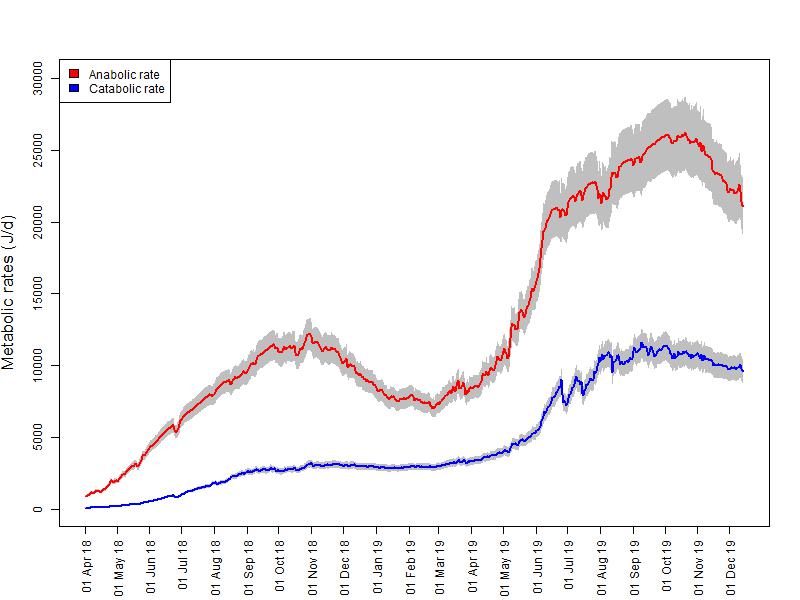 Anabolic rate
Catabolic rate
Metabolic rates (J/d)
30000
25000
20000
15000
10000
5000
0
01 Apr 18
01 May 18
01 Jun 18
01 Jul 18
01 Aug 18
01 Sep 18
01 Oct 18
01 Nov 18
01 Dec 18
01 Jan 19
01 Feb 19
01 Mar 19
01 Apr 19
01 May 19
01 Jun 19
01 Jul 19
01 Aug 19
01 Sep 19
01 Oct 19
01 Nov 19
01 Dec 19